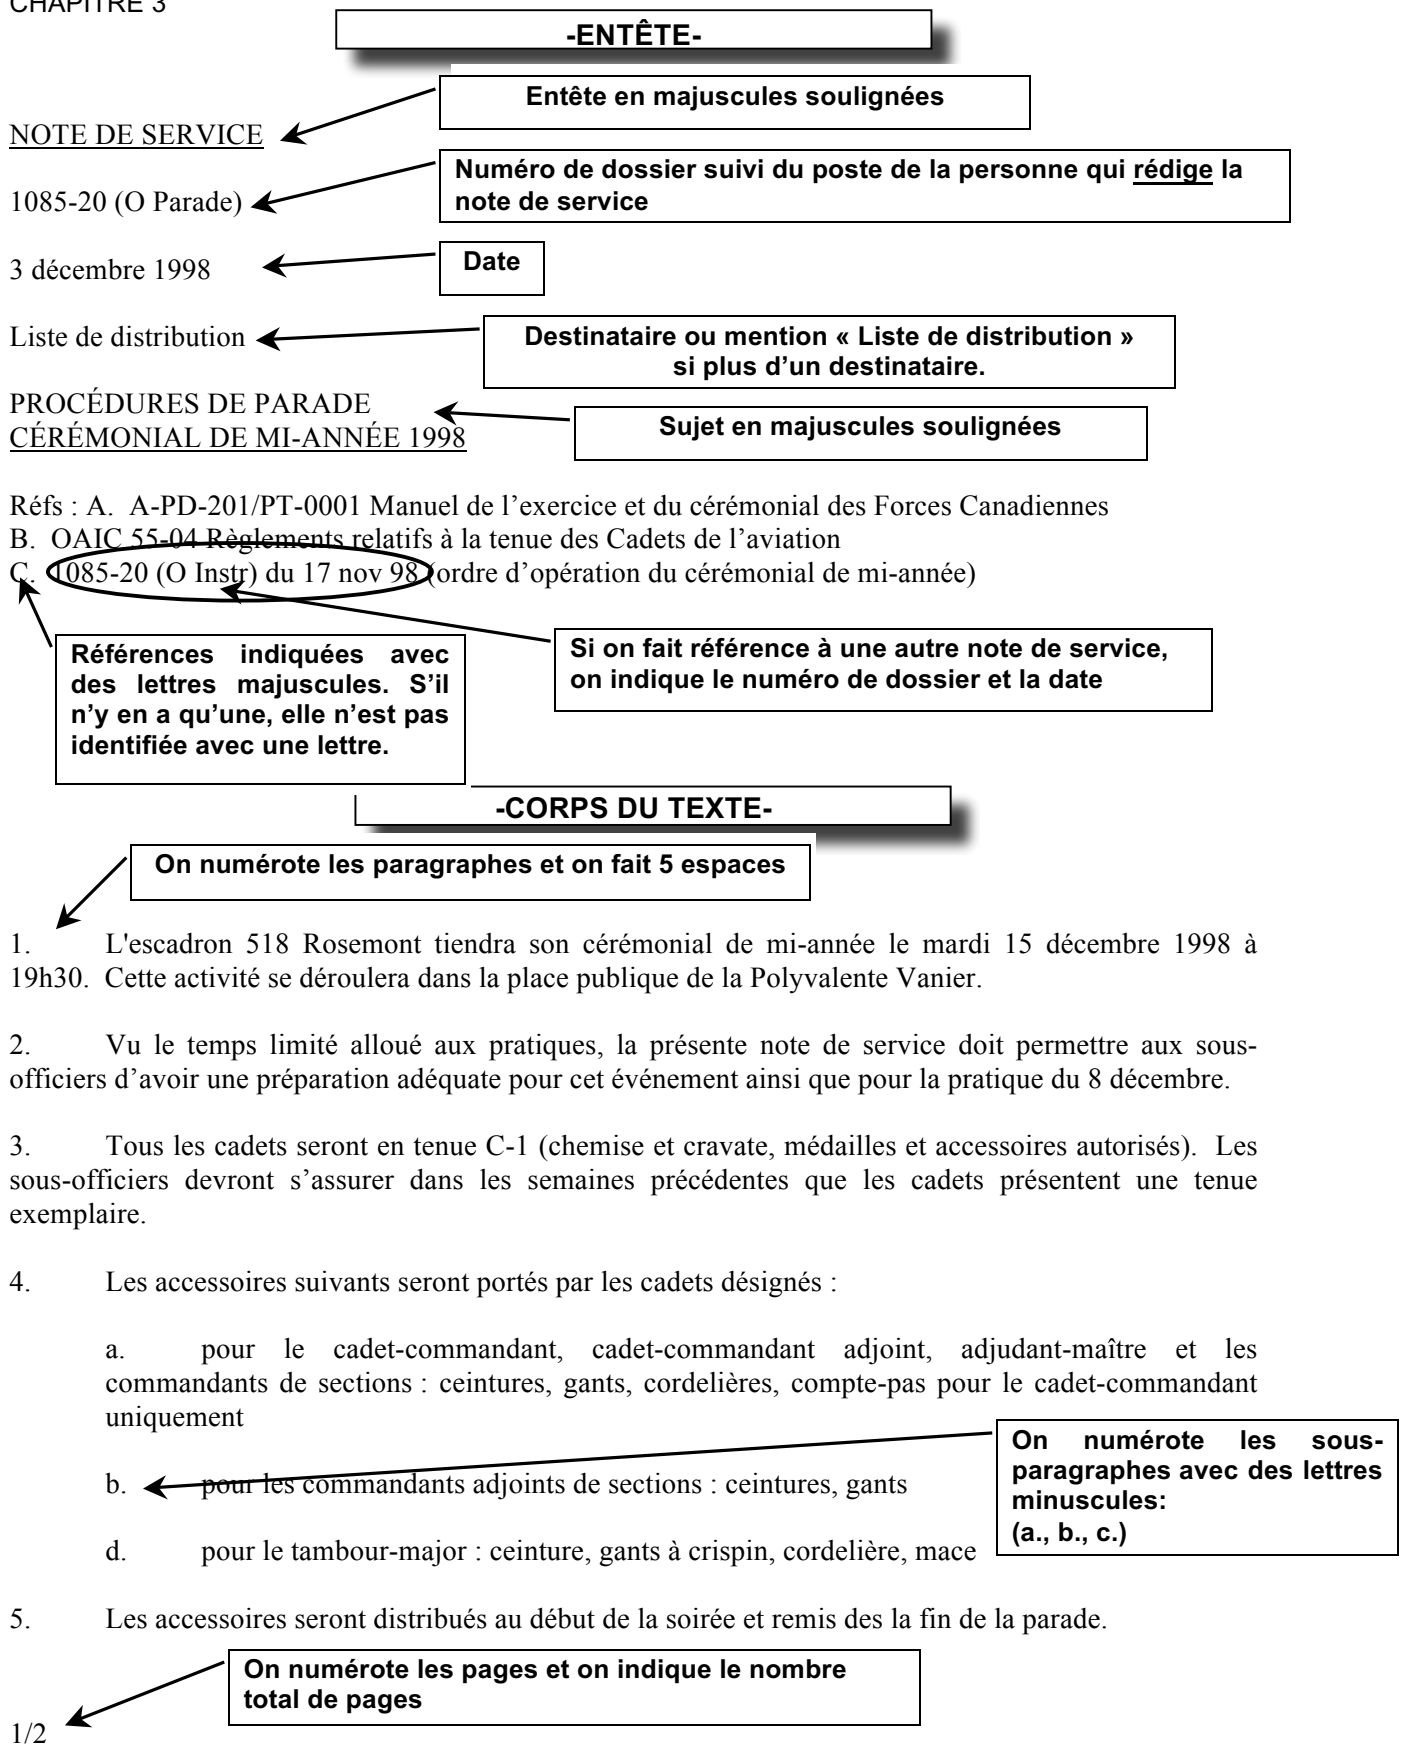 CHAPITRE 3
-ENTÊTE-
Entête en majuscules soulignées
NOTE DE SERVICE
Numéro de dossier suivi du poste de la personne qui rédige la
note de service
1085-20 (O Parade)
Date
3 décembre 1998
Liste de distribution
Destinataire ou mention « Liste de distribution »
si plus d’un destinataire.
PROCÉDURES DE PARADE
CÉRÉMONIAL DE MI-ANNÉE 1998
Sujet en majuscules soulignées
Réfs : A. A-PD-201/PT-0001 Manuel de l’exercice et du cérémonial des Forces Canadiennes
B. OAIC 55-04 Règlements relatifs à la tenue des Cadets de l’aviation
C. 1085-20 (O Instr) du 17 nov 98 (ordre d’opération du cérémonial de mi-année)
Références indiquées avec
des lettres majuscules. S’il
n’y en a qu’une, elle n’est pas
identifiée avec une lettre.
Si on fait référence à une autre note de service,
on indique le numéro de dossier et la date
-CORPS DU TEXTE-
On numérote les paragraphes et on fait 5 espaces
1. L'escadron 518 Rosemont tiendra son cérémonial de mi-année le mardi 15 décembre 1998 à
19h30. Cette activité se déroulera dans la place publique de la Polyvalente Vanier.
2. Vu le temps limité alloué aux pratiques, la présente note de service doit permettre aux sous-
officiers d’avoir une préparation adéquate pour cet événement ainsi que pour la pratique du 8 décembre.
3. Tous les cadets seront en tenue C-1 (chemise et cravate, médailles et accessoires autorisés). Les
sous-officiers devront s’assurer dans les semaines précédentes que les cadets présentent une tenue
exemplaire.
4. Les accessoires suivants seront portés par les cadets désignés :
a. pour le cadet-commandant, cadet-commandant adjoint, adjudant-maître et les
commandants de sections : ceintures, gants, cordelières, compte-pas pour le cadet-commandant
uniquement
On numérote les sous-
paragraphes avec des lettres
minuscules:
(a., b., c.)
b. pour les commandants adjoints de sections : ceintures, gants
d. pour le tambour-major : ceinture, gants à crispin, cordelière, mace
5. Les accessoires seront distribués au début de la soirée et remis des la fin de la parade.
On numérote les pages et on indique le nombre
total de pages
1/2